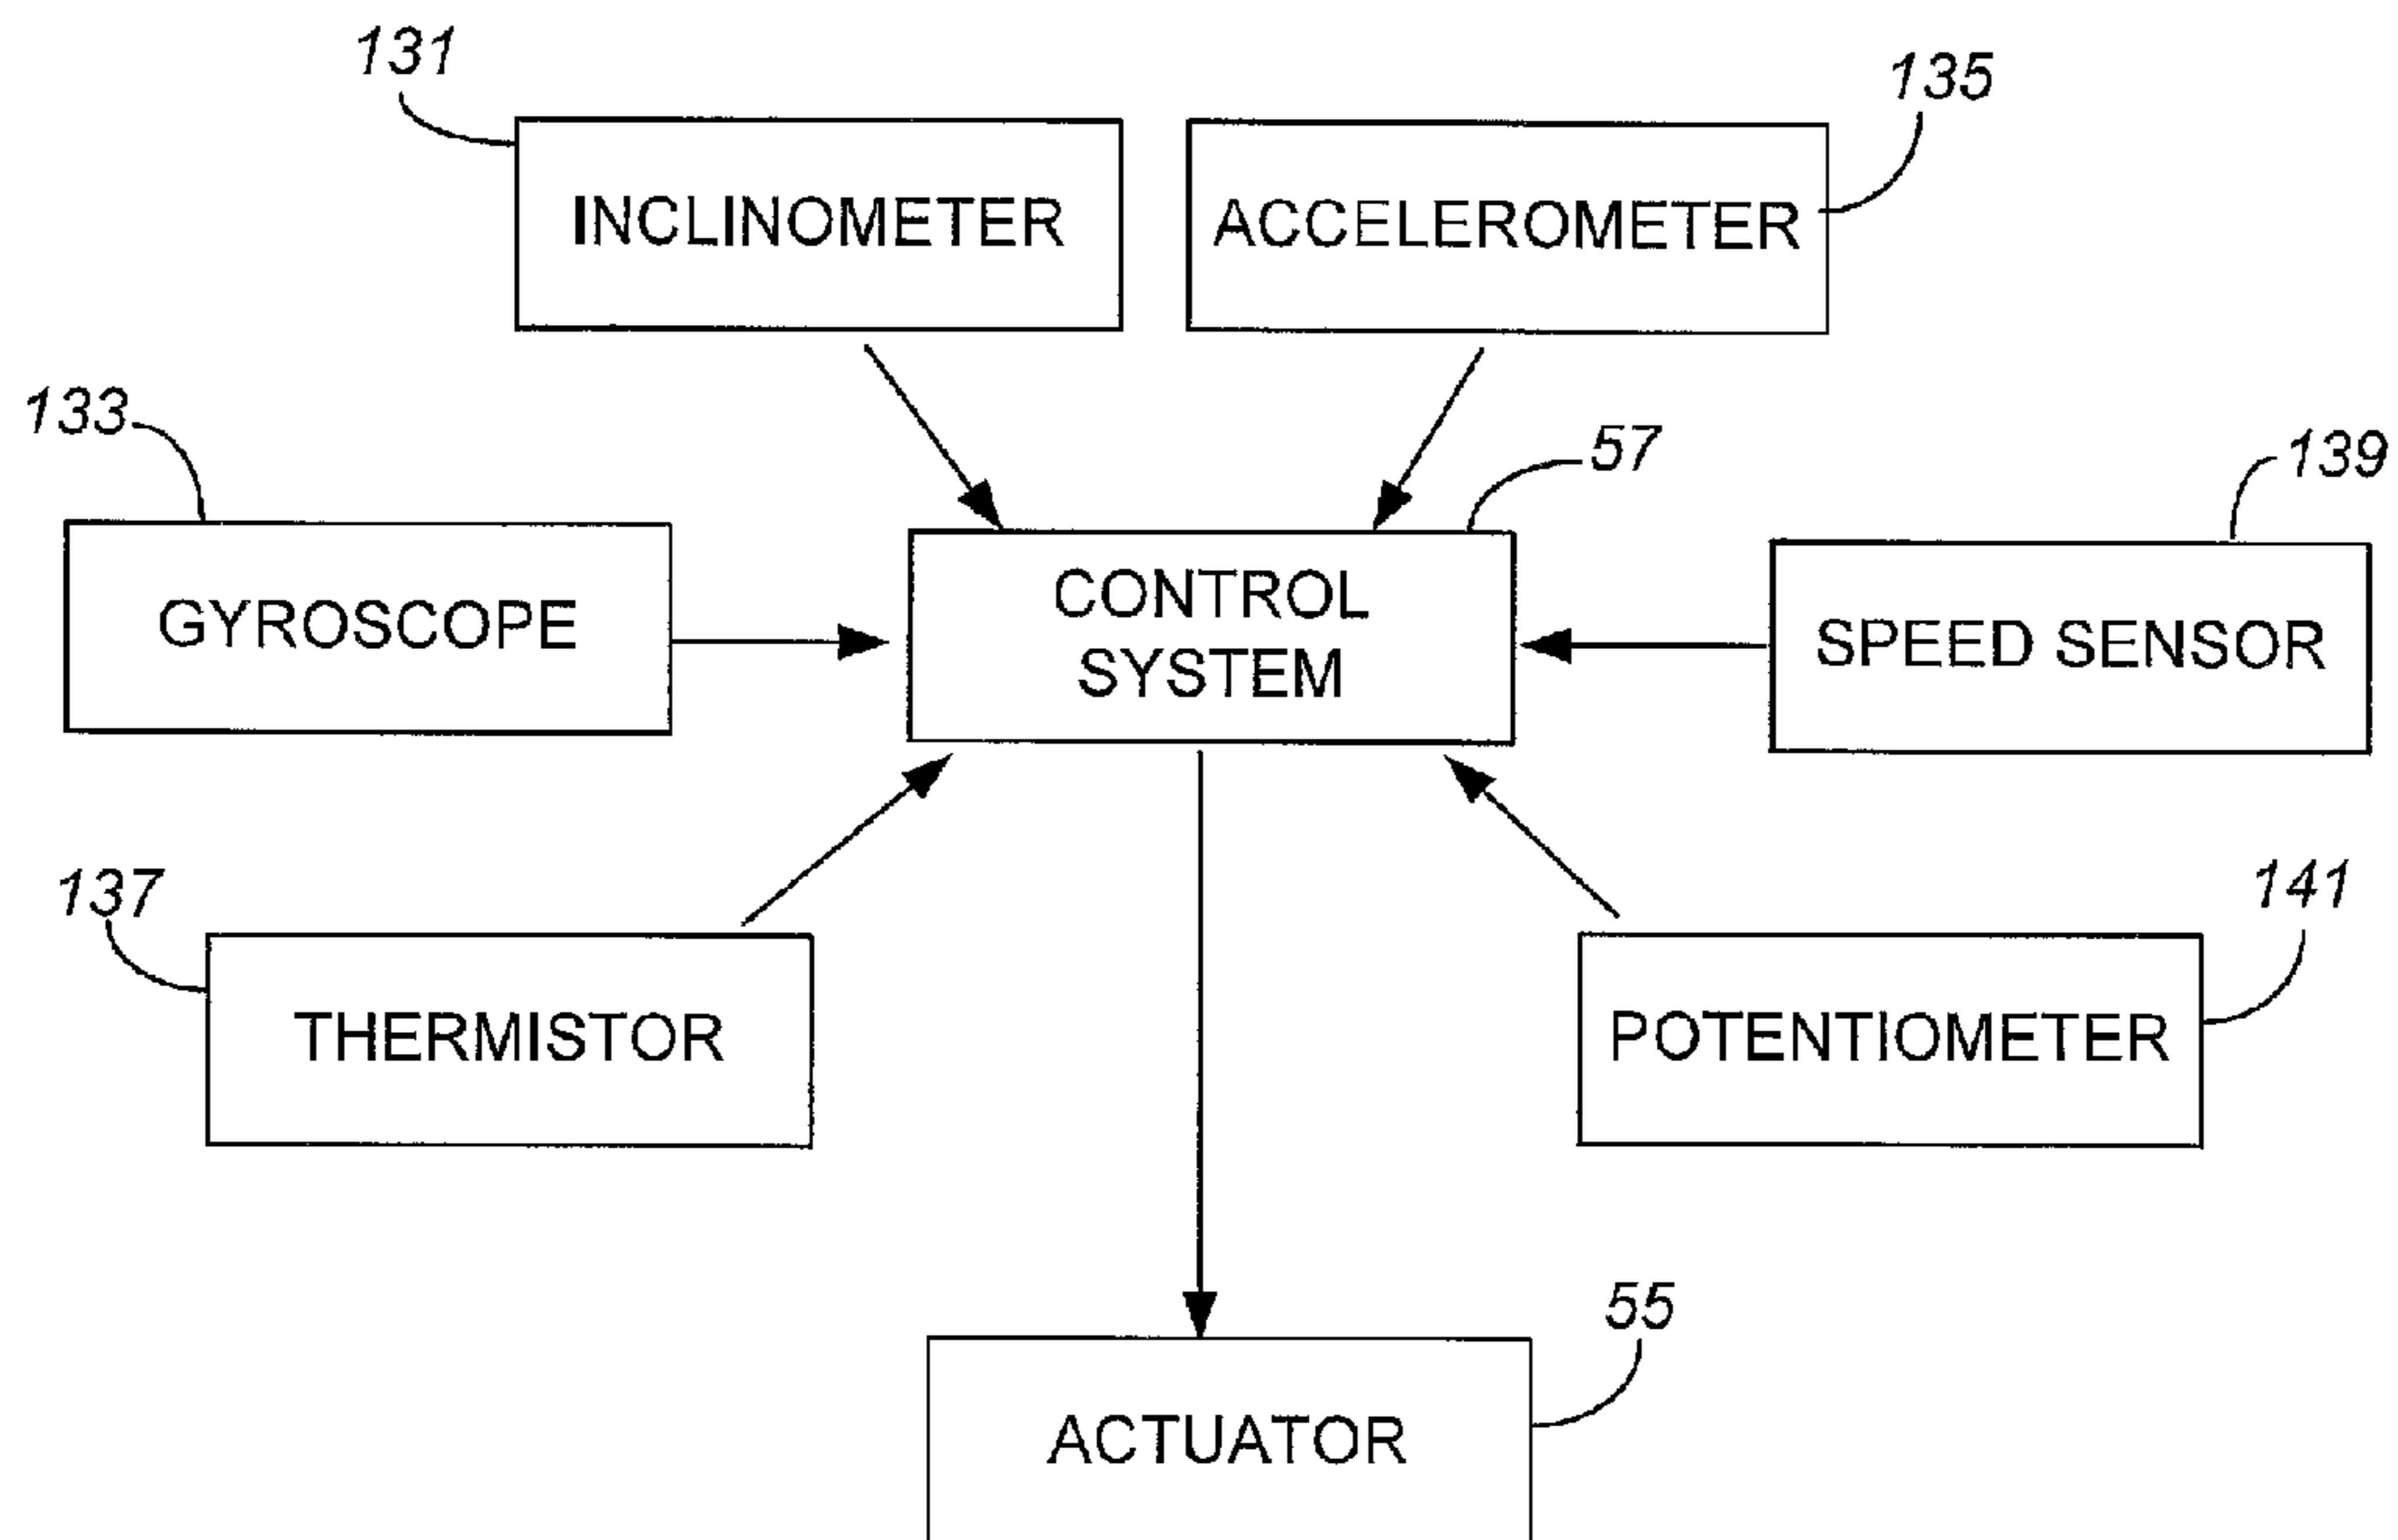 131
135
INCLINOMETER
ACCELEROMETER
133
57
139
GYROSCOPE
CONTROL
SYSTEM
SPEED SENSOR
137
141
THERMISTOR
POTENTIOMETER
55
ACTUATOR